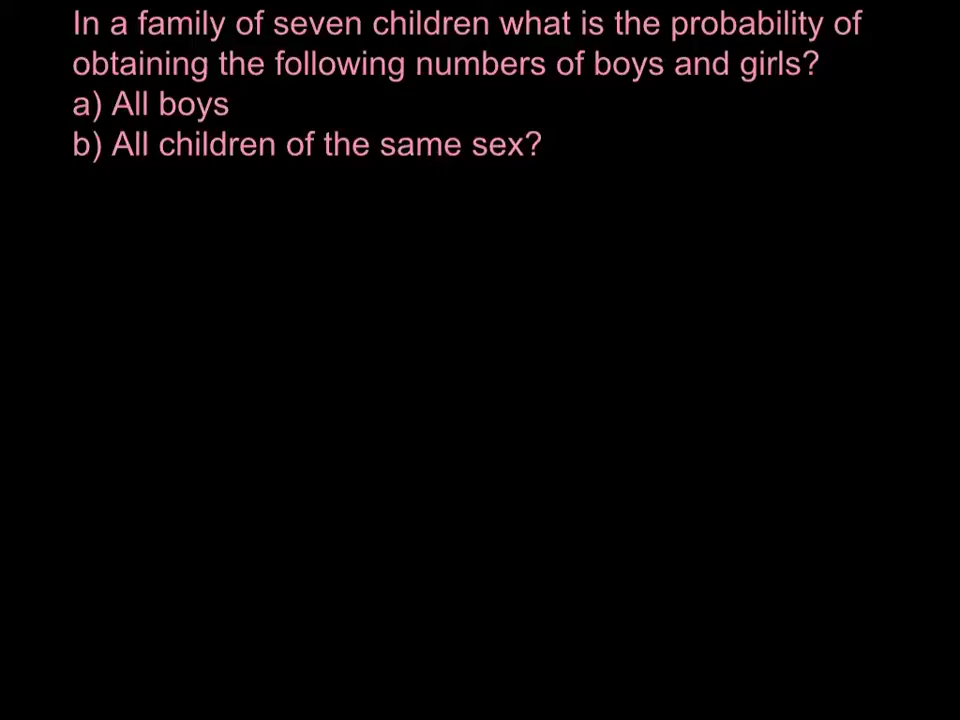 In a family of seven children what is the probability of
obtaining the following numbers of boys and girls?
a) All boys
b) All children of the same sex?